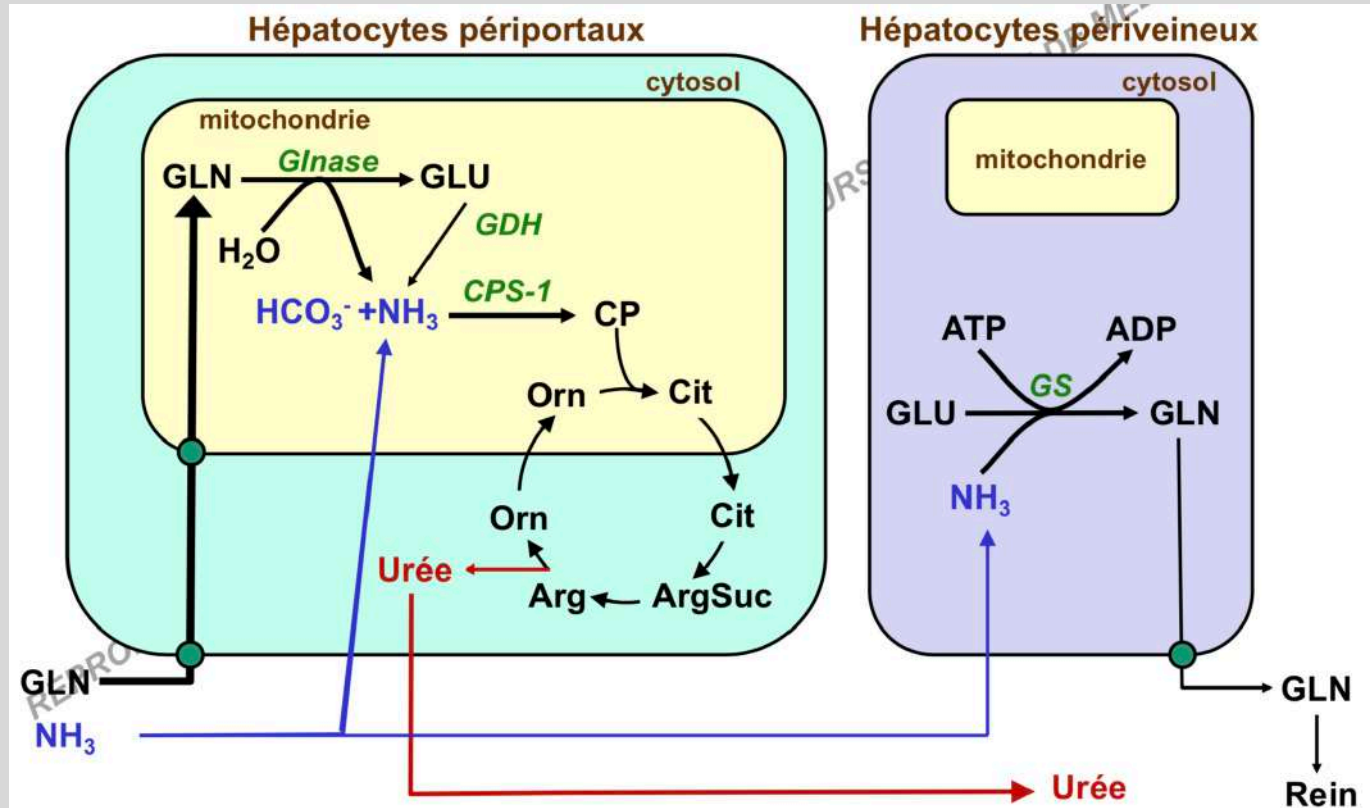 Hépatocytes périportaux
cytosol
mitochondrie
GLN
Glnase
GLU
H₂O
GDH
HCO₃⁻ +NH₃
CPS-1
CP
Orn
Cit
Orn
Cit
Urée
Arg
ArgSuc
GLN
NH₃
Hépatocytes périveineux
cytosol
mitochondrie
ATP
ADP
GS
GLU
GLN
NH₃
GLN
Urée
Rein
DE